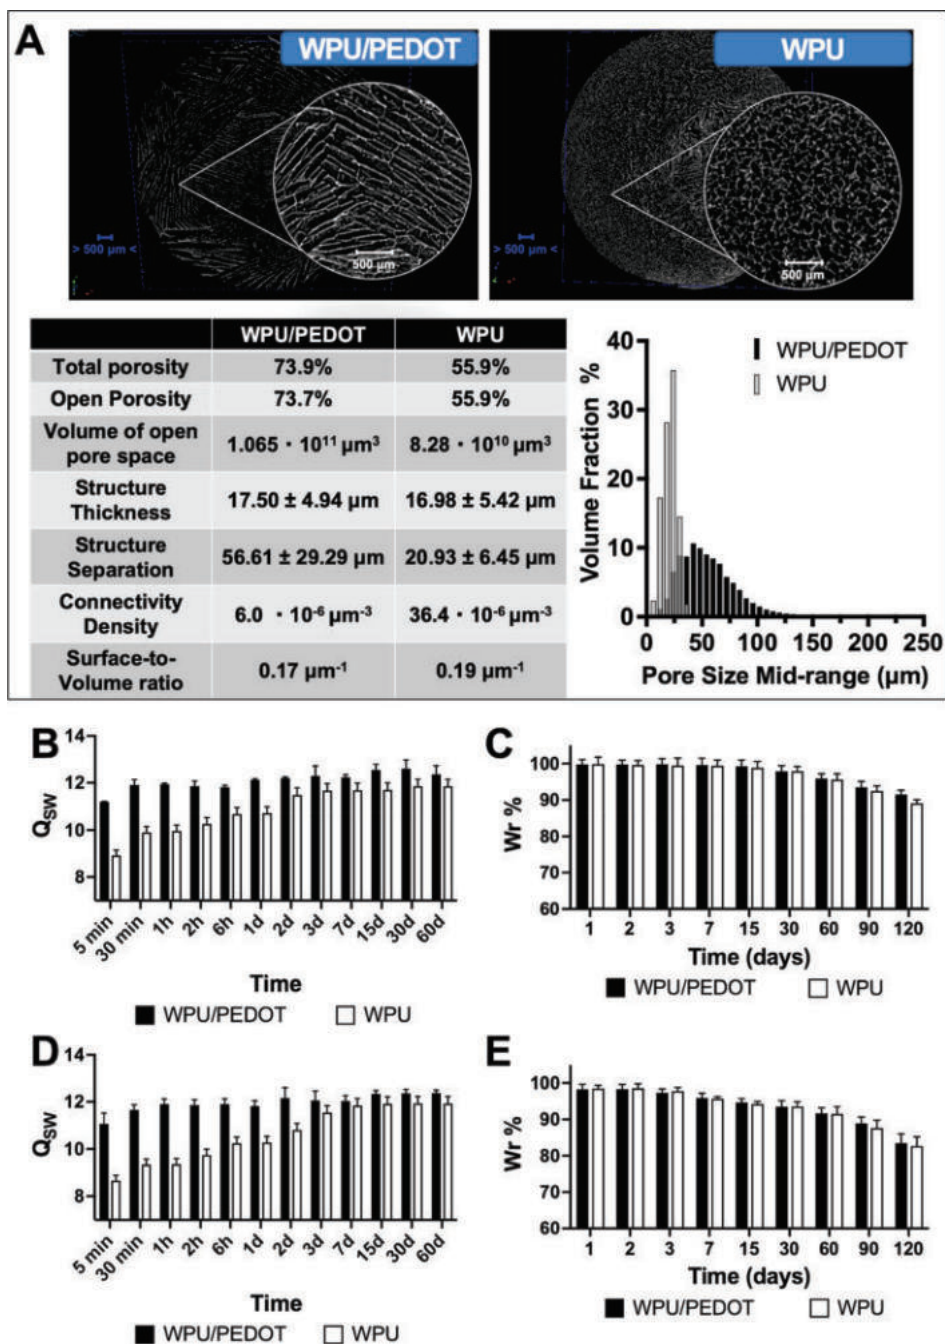 A
WPU/PEDOT
WPU
> 500 µm <
500 µm
> 500 µm <
500 µm
WPU/PEDOT WPU
Total porosity 73.9% 55.9%
Open Porosity 73.7% 55.9%
Volume of open
pore space 1.065 · 10¹¹ µm³ 8.28 · 10¹⁰ µm³
Structure
Thickness 17.50 ± 4.94 µm 16.98 ± 5.42 µm
Structure
Separation 56.61 ± 29.29 µm 20.93 ± 6.45 µm
Connectivity
Density 6.0 · 10⁻⁶ µm⁻³ 36.4 · 10⁻⁶ µm⁻³
Surface-to-
Volume ratio 0.17 µm⁻¹ 0.19 µm⁻¹
Volume Fraction %
40
30
20
10
0
0 50 100 150 200 250
Pore Size Mid-range (µm)
WPU/PEDOT
WPU
B
Qsw
14
12
10
8
5 min 30 min 1h 2h 6h 1d 2d 3d 7d 15d 30d 60d
Time
WPU/PEDOT WPU
C
Wr %
100
90
80
70
60
1 2 3 7 15 30 60 90 120
Time (days)
WPU/PEDOT WPU
D
Qsw
14
12
10
8
5 min 30 min 1h 2h 6h 1d 2d 3d 7d 15d 30d 60d
Time
WPU/PEDOT WPU
E
Wr %
100
90
80
70
60
1 2 3 7 15 30 60 90 120
Time (days)
WPU/PEDOT WPU